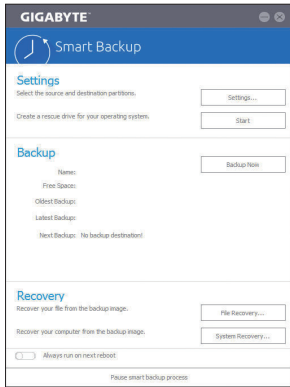 GIGABYTE™
Smart Backup
Settings
Select the source and destination partitions.
Settings...
Create a rescue drive for your operating system.
Start
Backup
Backup Now
Name:
Free Space:
Oldest Backup:
Latest Backup:
Next Backup: No backup destination!
Recovery
Recover your file from the backup image.
File Recovery...
Recover your computer from the backup image.
System Recovery...
Always run on next reboot
Pause smart backup process